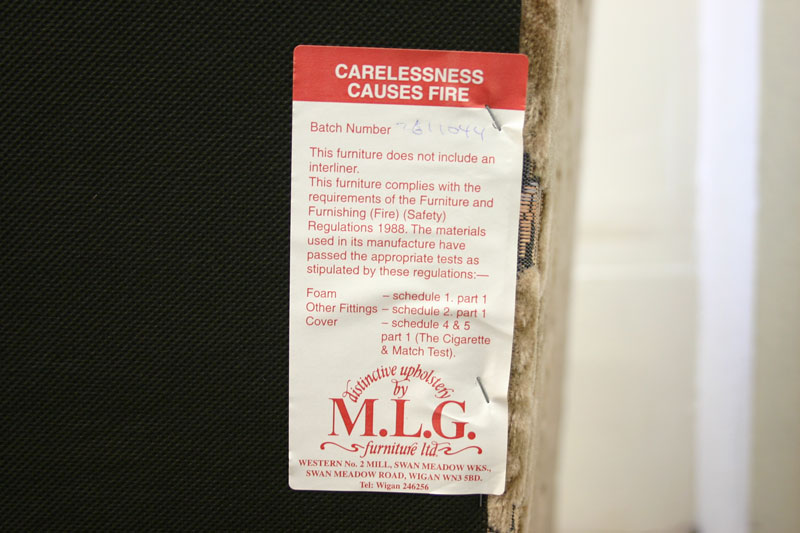 CARELESSNESS
CAUSES FIRE
Batch Number
This furniture does not include an
interliner.
This furniture complies with the
requirements of the Furniture and
Furnishing (Fire) (Safety)
Regulations 1988. The materials
used in its manufacture have
passed the appropriate tests as
stipulated by these regulations:—
Foam – schedule 1. part 1
Other Fittings – schedule 2. part 1
Cover – schedule 4 & 5
part 1 (The Cigarette
& Match Test).
distinctive upholstery
by
M.L.G.
furniture ltd.
WESTERN No. 2 MILL, SWAN MEADOW WKS.,
SWAN MEADOW ROAD, WIGAN WN3 5BD.
Tel: Wigan 246256